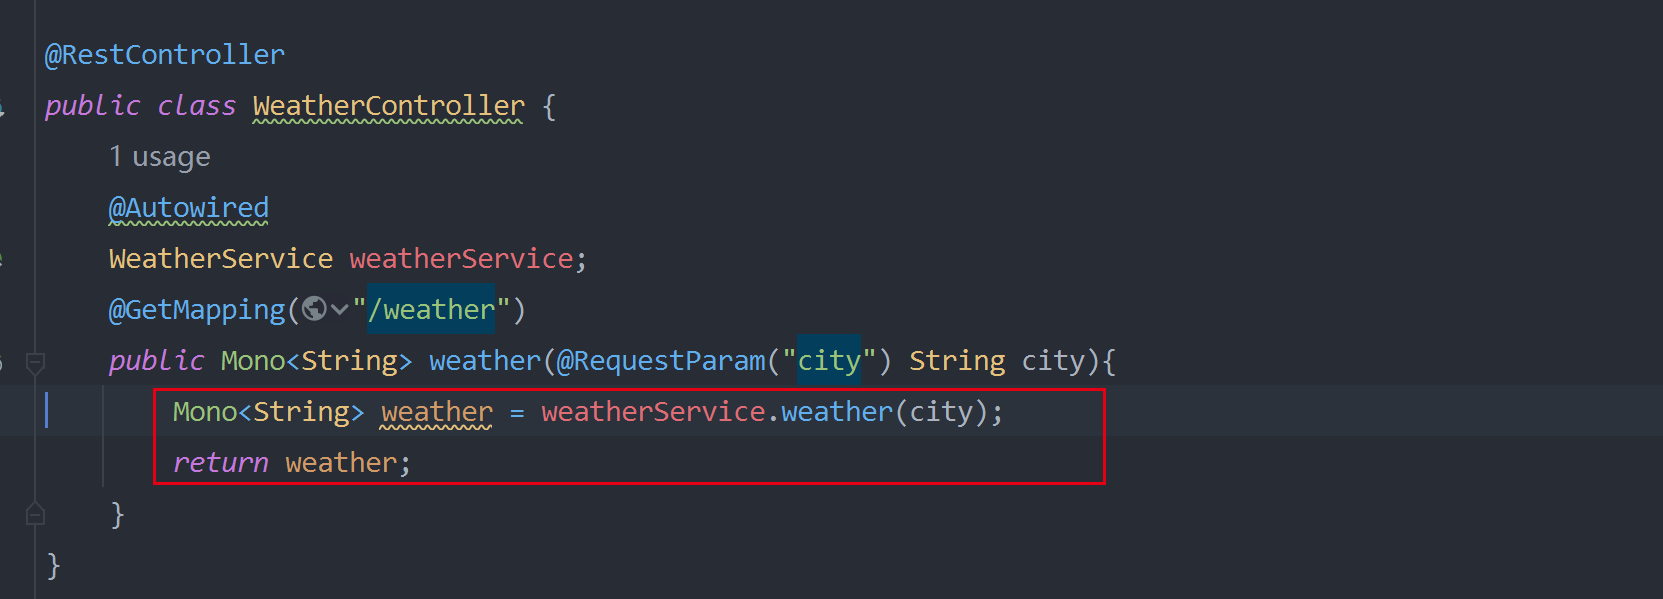 @RestController
public class WeatherController {
1 usage
@Autowired
WeatherService weatherService;
@GetMapping("/weather")
public Mono<String> weather(@RequestParam("city") String city){
Mono<String> weather = weatherService.weather(city);
return weather;
}
}